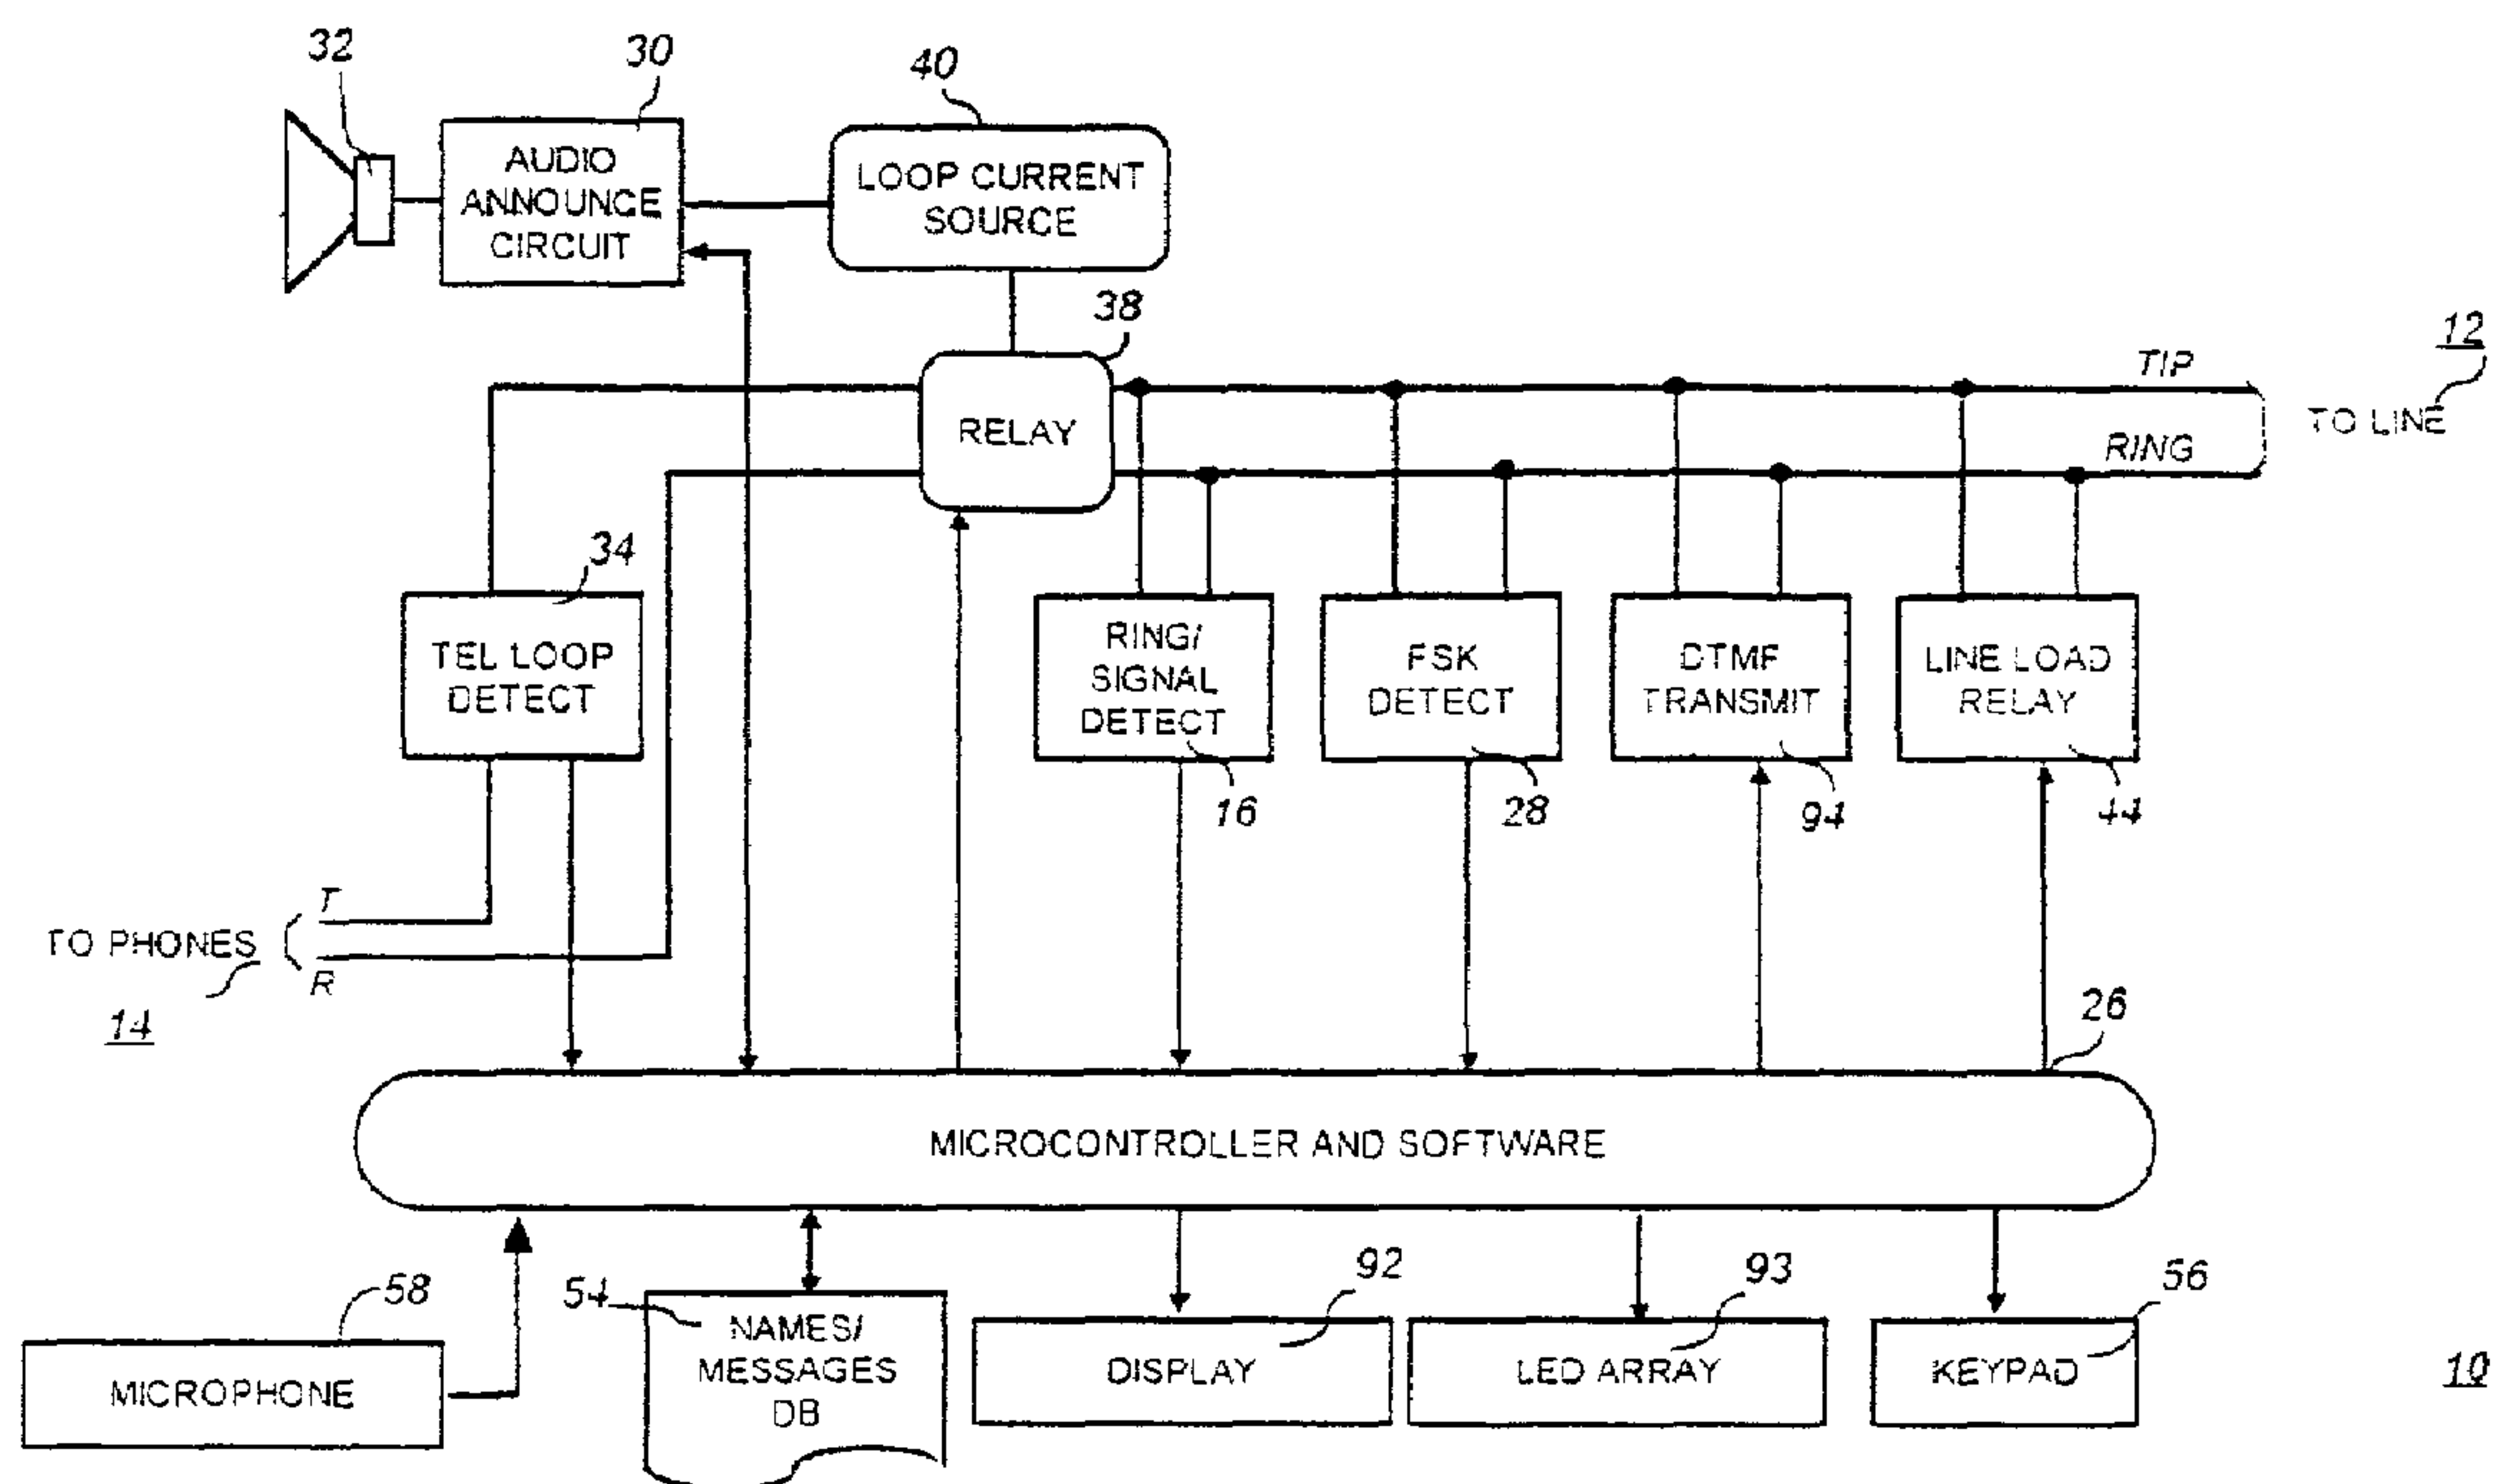 32
30
40
AUDIO
ANNOUNCE
CIRCUIT
LOOP CURRENT
SOURCE
38
12
TIP
TO LINE
RING
RELAY
34
TEL LOOP
DETECT
RING/
SIGNAL
DETECT
FSK
DETECT
DTMF
TRANSMIT
LINE LOAD
RELAY
16
28
94
44
T
TO PHONES
R
14
26
MICROCONTROLLER AND SOFTWARE
58
54
92
93
56
MICROPHONE
NAMES/
MESSAGES
DB
DISPLAY
LED ARRAY
KEYPAD
10